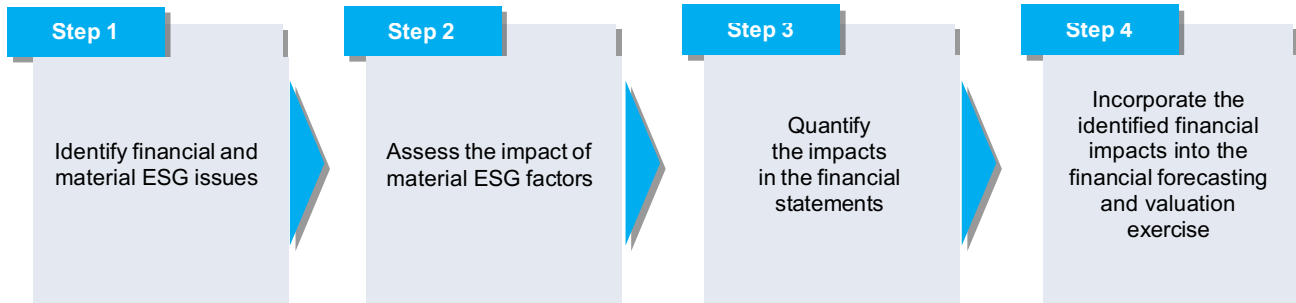 Step 1
Identify financial and
material ESG issues
Step 2
Assess the impact of
material ESG factors
Step 3
Quantify
the impacts
in the financial
statements
Step 4
Incorporate the
identified financial
impacts into the
financial forecasting
and valuation
exercise